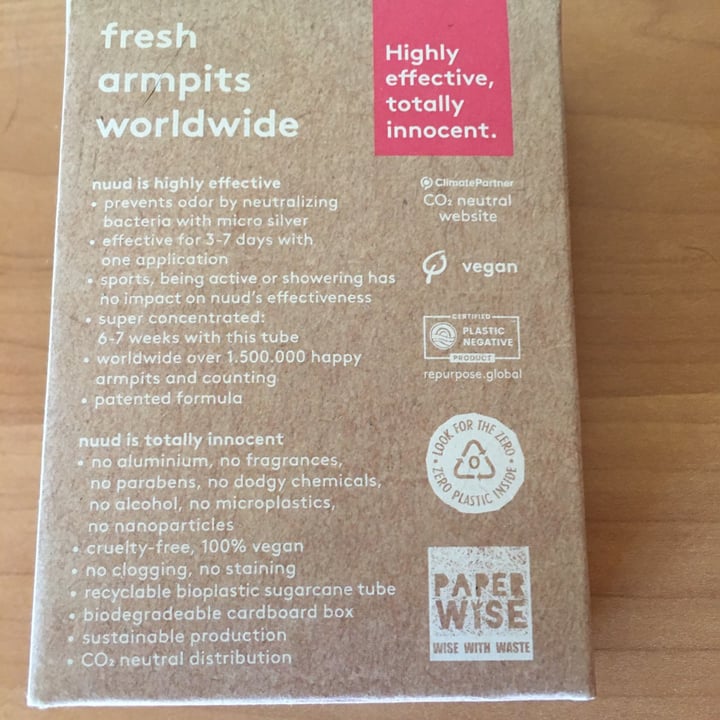 fresh
armpits
worldwide
Highly
effective,
totally
innocent.
nuud is highly effective
• prevents odor by neutralizing
bacteria with micro silver
• effective for 3-7 days with
one application
• sports, being active or showering has
no impact on nuud's effectiveness
• super concentrated:
6-7 weeks with this tube
• worldwide over 1.500.000 happy
armpits and counting
• patented formula
nuud is totally innocent
• no aluminium, no fragrances,
no parabens, no dodgy chemicals,
no alcohol, no microplastics,
no nanoparticles
• cruelty-free, 100% vegan
• no clogging, no staining
• recyclable bioplastic sugarcane tube
• biodegradeable cardboard box
• sustainable production
• CO₂ neutral distribution
ClimatePartner
CO₂ neutral
website
vegan
CERTIFIED
PLASTIC
NEGATIVE
PRODUCT
repurpose.global
• LOOK FOR THE ZERO •
0
ZERO PLASTIC INSIDE
PAPER
WISE
WISE WITH WASTE